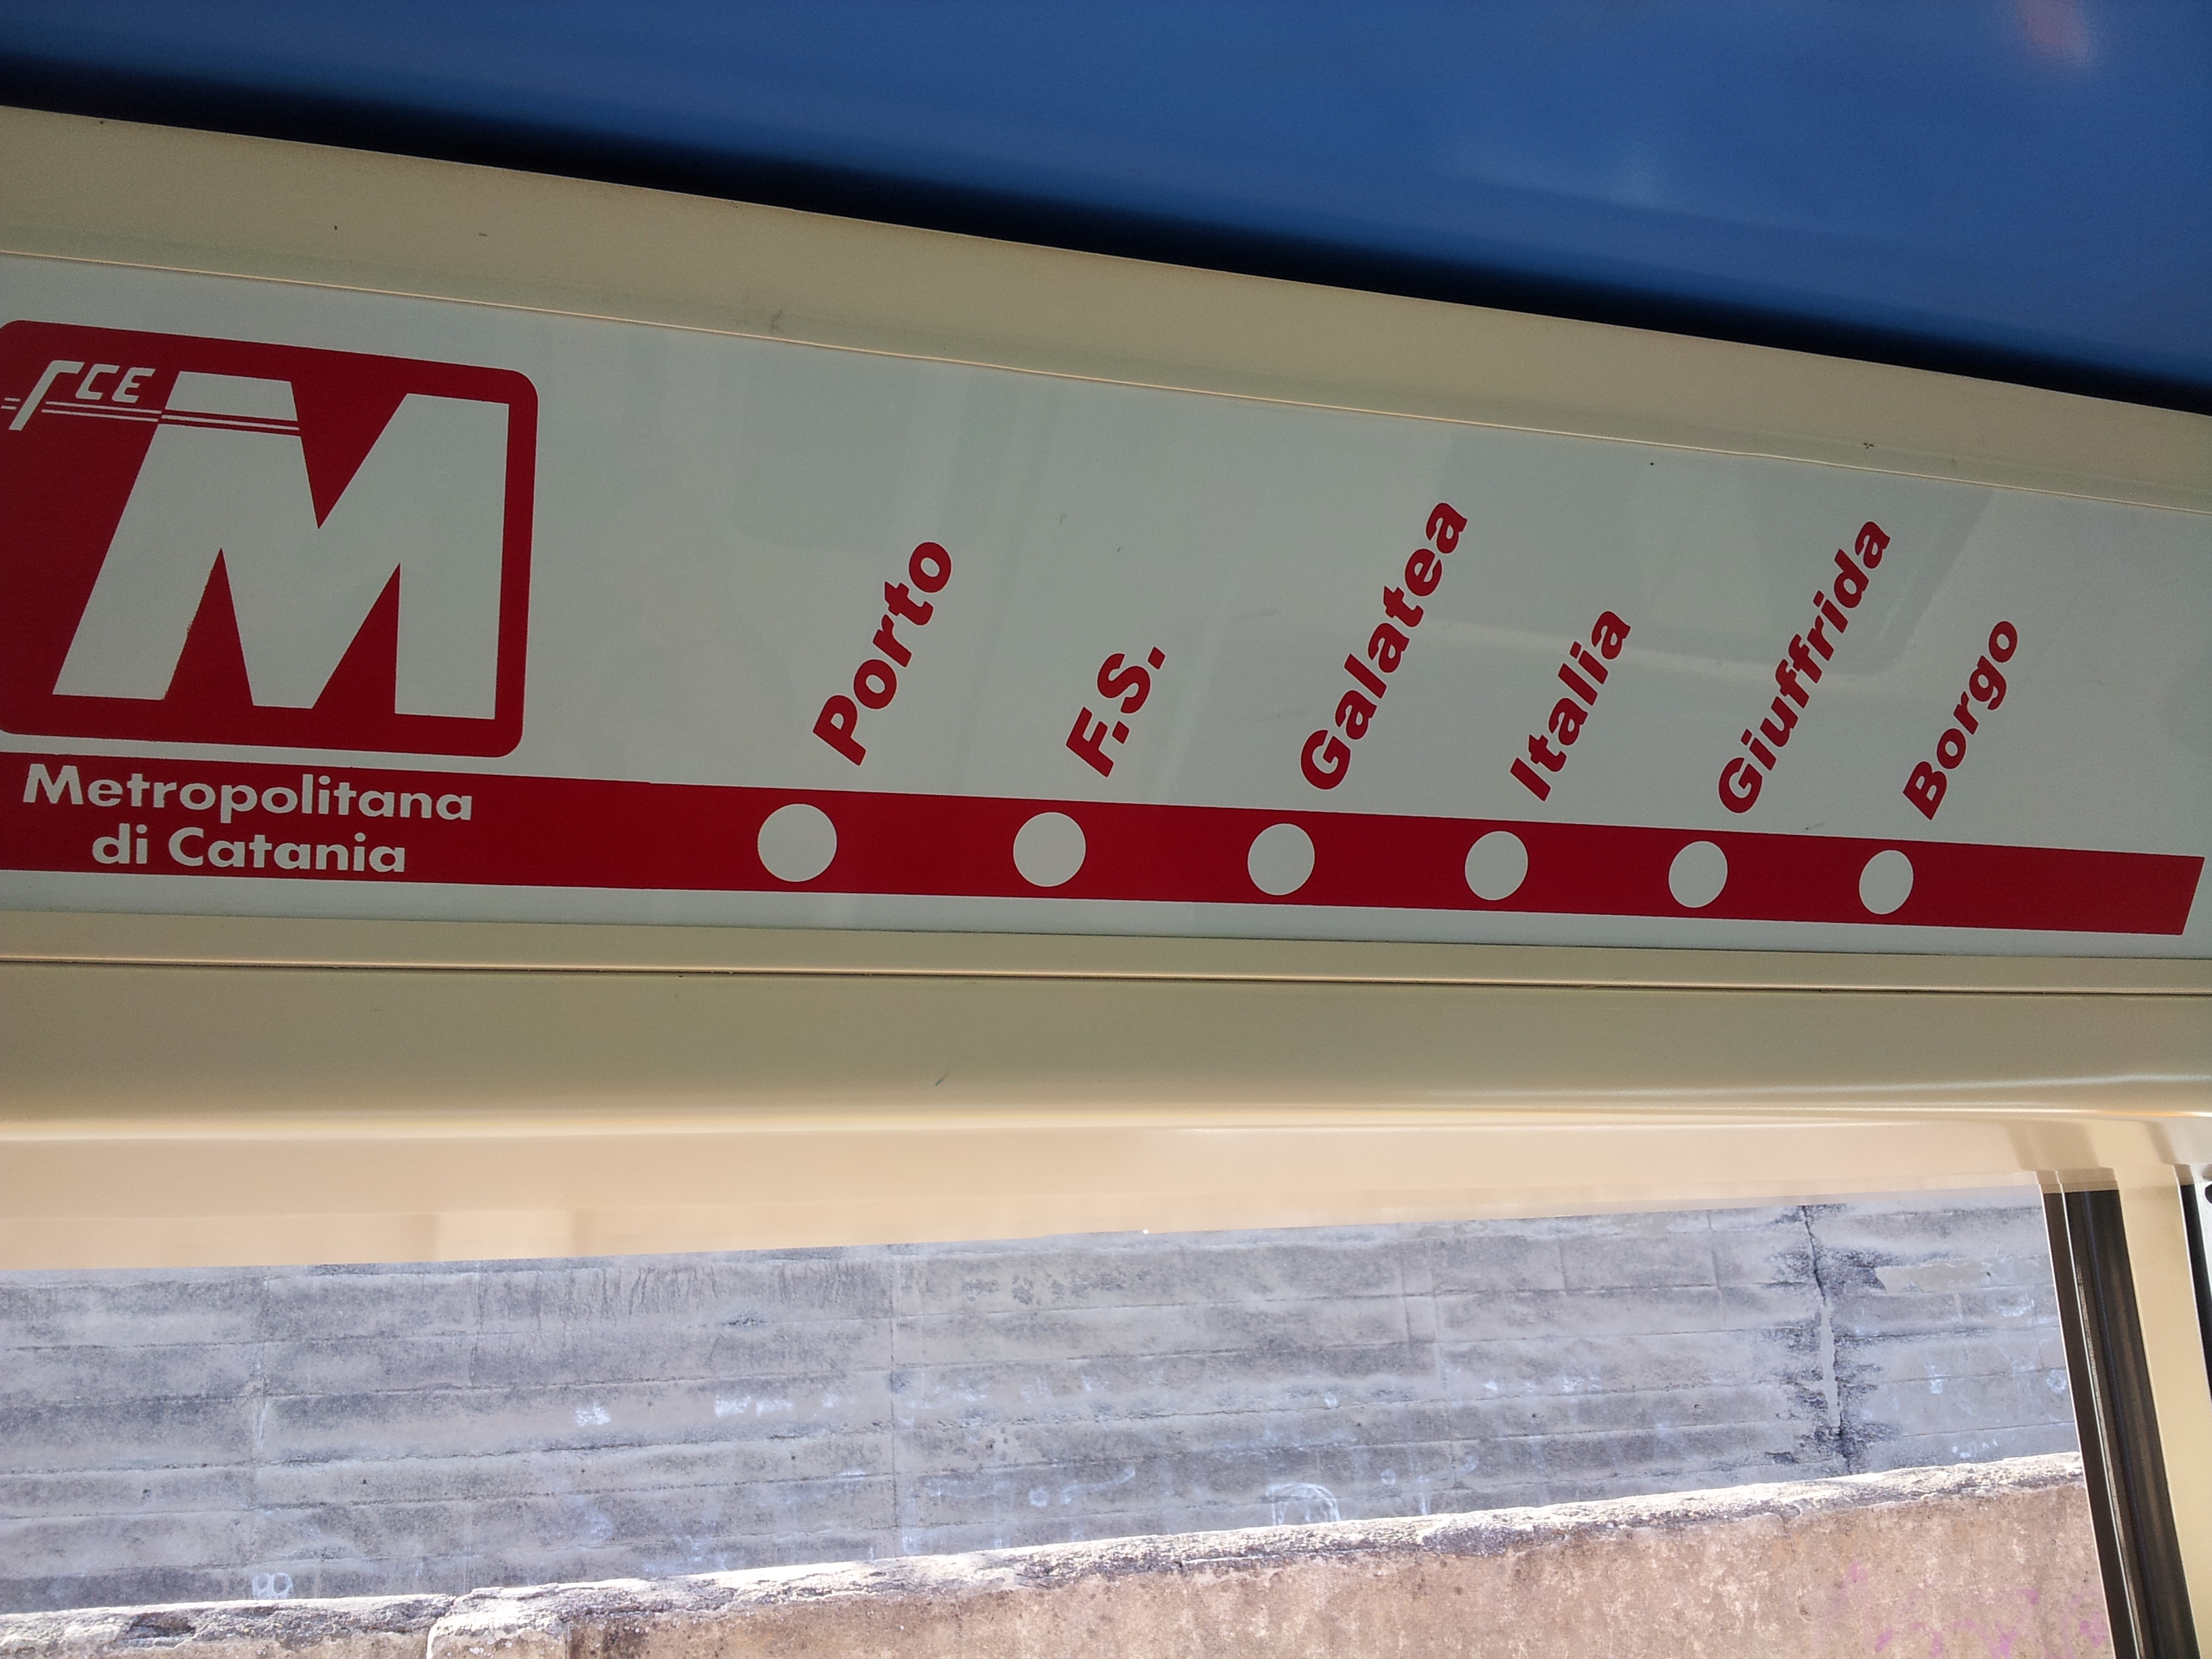 FCE
M
Metropolitana
di Catania
Porto
F.S.
Galatea
Italia
Giuffrida
Borgo